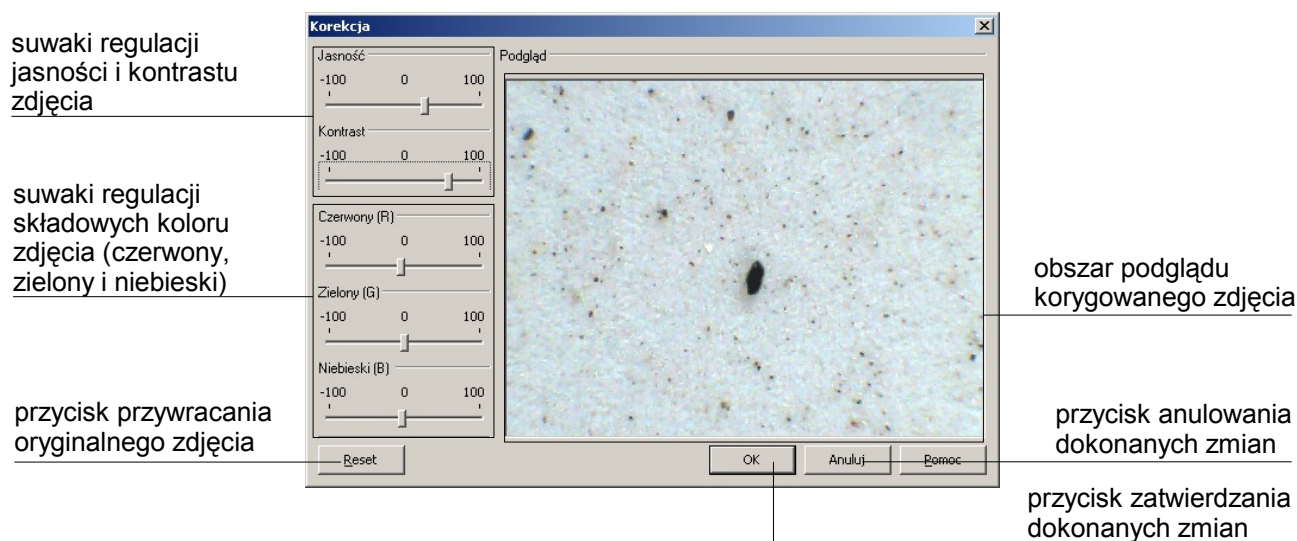 suwaki regulacji
jasności i kontrastu
zdjęcia
suwaki regulacji
składowych koloru
zdjęcia (czerwony,
zielony i niebieski)
przycisk przywracania
oryginalnego zdjęcia
Korekcja
Jasność
-100 0 100
Kontrast
-100 0 100
Czerwony (R)
-100 0 100
Zielony (G)
-100 0 100
Niebieski (B)
-100 0 100
Reset
Podgląd
OK Anuluj Pomoc
obszar podglądu
korygowanego zdjęcia
przycisk anulowania
dokonanych zmian
przycisk zatwierdzania
dokonanych zmian